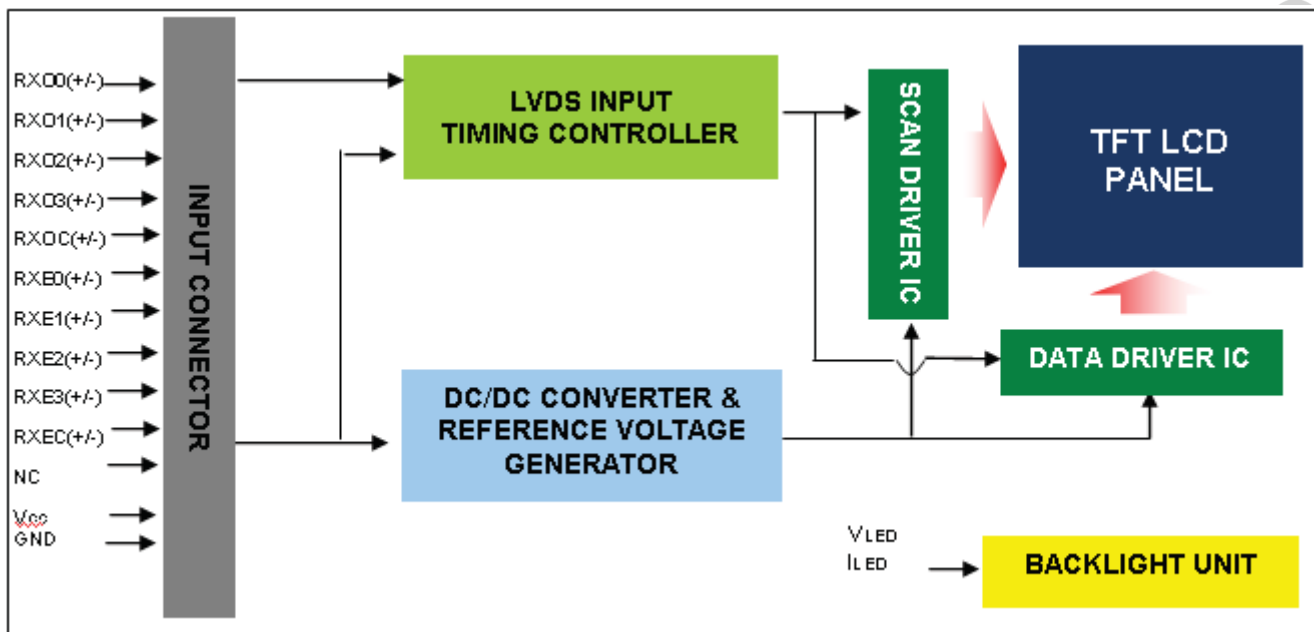 RXO0(+/-)
RXO1(+/-)
RXO2(+/-)
RXO3(+/-)
RXOC(+/-)
RXE0(+/-)
RXE1(+/-)
RXE2(+/-)
RXE3(+/-)
RXEC(+/-)
NC
Vcc
GND
INPUT CONNECTOR
LVDS INPUT
TIMING CONTROLLER
DC/DC CONVERTER &
REFERENCE VOLTAGE
GENERATOR
SCAN DRIVER IC
TFT LCD
PANEL
DATA DRIVER IC
VLED
ILED
BACKLIGHT UNIT